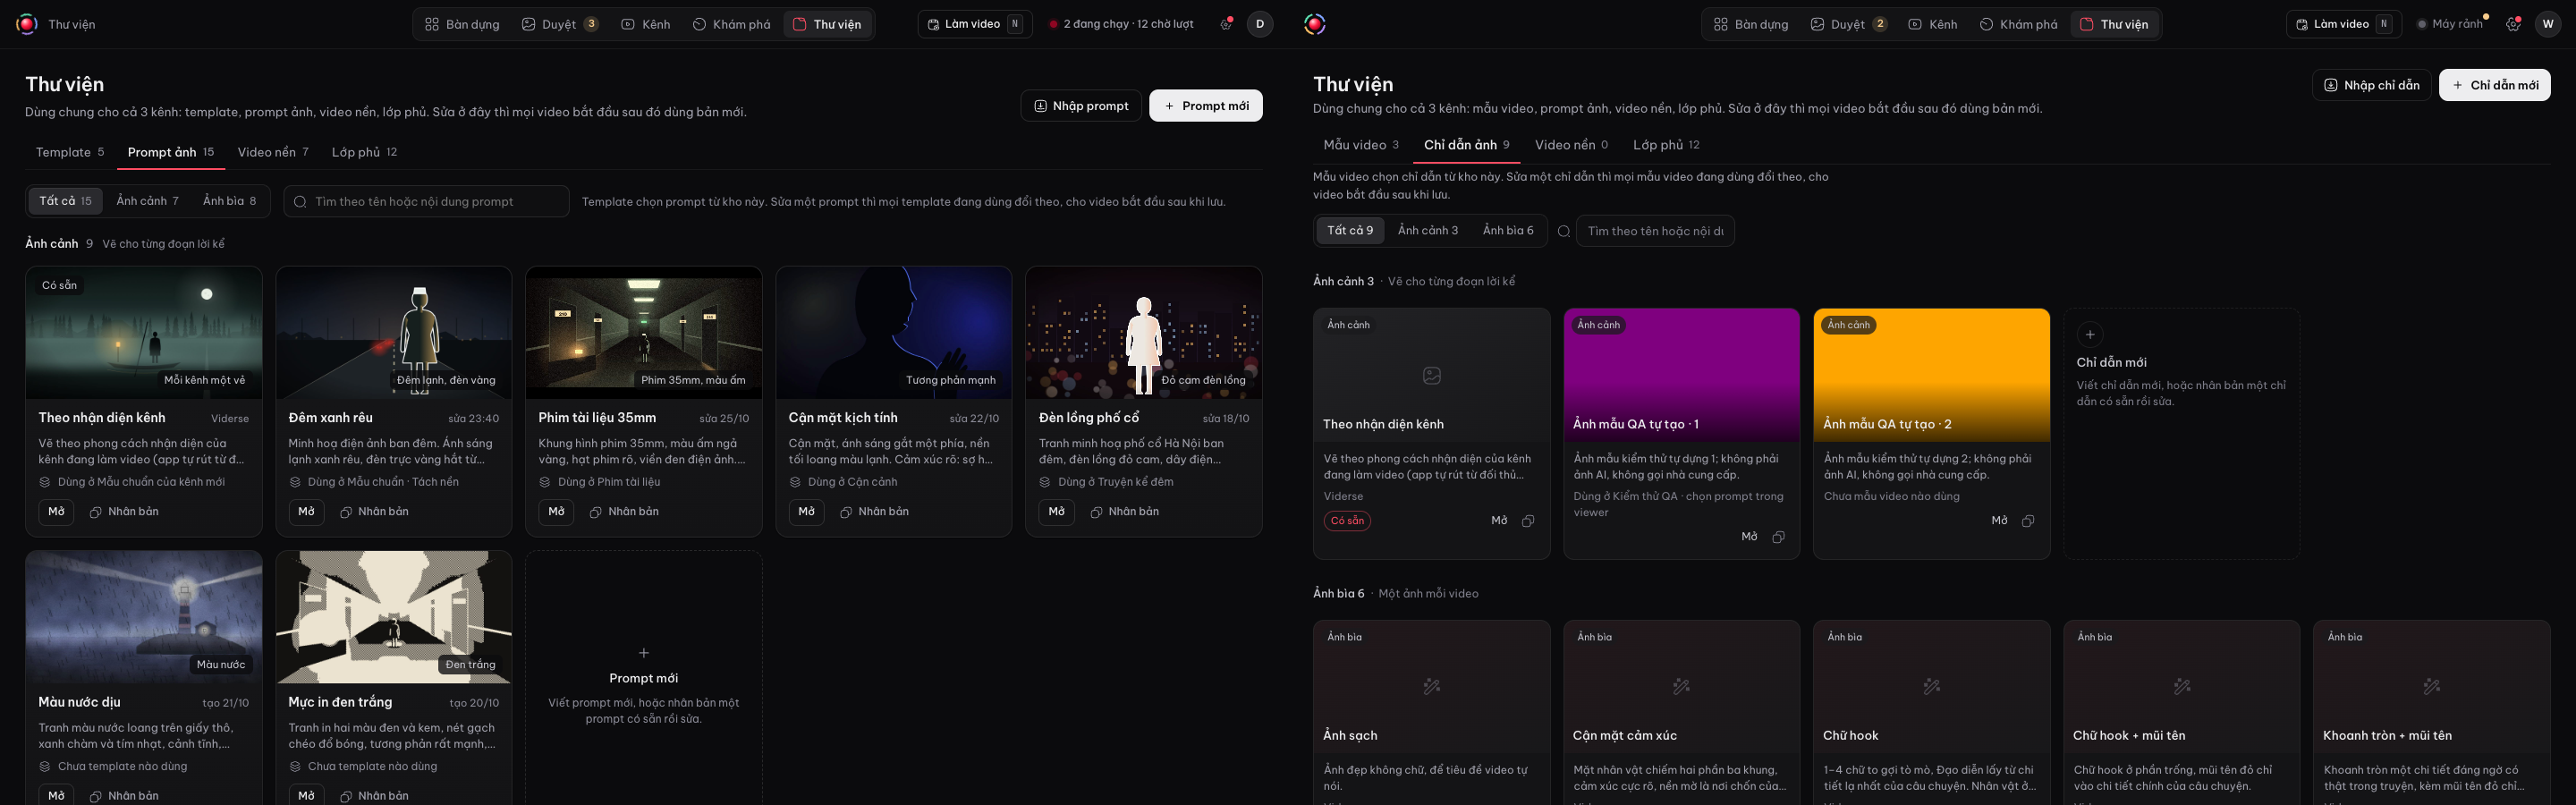 Thư viện
Bàn dựng
Duyệt 3
Kênh
Khám phá
Thư viện
Làm video N
2 đang chạy · 12 chờ lượt
D
Thư viện
Dùng chung cho cả 3 kênh: template, prompt ảnh, video nền, lớp phủ. Sửa ở đây thì mọi video bắt đầu sau đó dùng bản mới.
Nhập prompt
+ Prompt mới
Template 5
Prompt ảnh 15
Video nền 7
Lớp phủ 12
Tất cả 15
Ảnh cảnh 7
Ảnh bìa 8
Tìm theo tên hoặc nội dung prompt
Template chọn prompt từ kho này. Sửa một prompt thì mọi template đang dùng đổi theo, cho video bắt đầu sau khi lưu.
Ảnh cảnh 9 Vẽ cho từng đoạn lời kể
Có sẵn
Mỗi kênh một vẻ
Theo nhận diện kênh
Viderse
Vẽ theo phong cách nhận diện của
kênh đang làm video (app tự rút từ đ...
Dùng ở Mẫu chuẩn của kênh mới
Mở
Nhân bản
Đêm lạnh, đèn vàng
Đêm xanh rêu
sửa 23:40
Minh hoạ điện ảnh ban đêm. Ánh sáng
lạnh xanh rêu, đèn trực vàng hắt từ...
Dùng ở Mẫu chuẩn · Tách nền
Mở
Nhân bản
Phim 35mm, màu ấm
Phim tài liệu 35mm
sửa 25/10
Khung hình phim 35mm, màu ấm ngả
vàng, hạt phim rõ, viền đen điện ảnh....
Dùng ở Phim tài liệu
Mở
Nhân bản
Tương phản mạnh
Cận mặt kịch tính
sửa 22/10
Cận mặt, ánh sáng gắt một phía, nền
tối loang màu lạnh. Cảm xúc rõ: sợ h...
Dùng ở Cận cảnh
Mở
Nhân bản
Đỏ cam đèn lồng
Đèn lồng phố cổ
sửa 18/10
Tranh minh hoạ phố cổ Hà Nội ban
đêm, đèn lồng đỏ cam, dây điện...
Dùng ở Truyện kể đêm
Mở
Nhân bản
Màu nước
Màu nước dịu
tạo 21/10
Tranh màu nước loang trên giấy thô,
xanh chàm và tím nhạt, cảnh tĩnh,...
Chưa template nào dùng
Mở
Nhân bản
Đen trắng
Mực in đen trắng
tạo 20/10
Tranh in hai màu đen và kem, nét gạch
chéo đổ bóng, tương phản rất mạnh,...
Chưa template nào dùng
Mở
Nhân bản
+
Prompt mới
Viết prompt mới, hoặc nhân bản một
prompt có sẵn rồi sửa.
Bàn dựng
Duyệt 2
Kênh
Khám phá
Thư viện
Làm video N
Máy rảnh
W
Thư viện
Dùng chung cho cả 3 kênh: mẫu video, prompt ảnh, video nền, lớp phủ. Sửa ở đây thì mọi video bắt đầu sau đó dùng bản mới.
Nhập chỉ dẫn
+ Chỉ dẫn mới
Mẫu video 3
Chỉ dẫn ảnh 9
Video nền 0
Lớp phủ 12
Mẫu video chọn chỉ dẫn từ kho này. Sửa một chỉ dẫn thì mọi mẫu video đang dùng đổi theo, cho
video bắt đầu sau khi lưu.
Tất cả 9
Ảnh cảnh 3
Ảnh bìa 6
Tìm theo tên hoặc nội dụ
Ảnh cảnh 3 · Vẽ cho từng đoạn lời kể
Ảnh cảnh
Theo nhận diện kênh
Vẽ theo phong cách nhận diện của kênh
đang làm video (app tự rút từ đối thủ...
Viderse
Có sẵn
Mở
Ảnh cảnh
Ảnh mẫu QA tự tạo · 1
Ảnh mẫu kiểm thử tự dựng 1; không phải
ảnh AI, không gọi nhà cung cấp.
Dùng ở Kiểm thử QA · chọn prompt trong
viewer
Mở
Ảnh cảnh
Ảnh mẫu QA tự tạo · 2
Ảnh mẫu kiểm thử tự dựng 2; không phải
ảnh AI, không gọi nhà cung cấp.
Chưa mẫu video nào dùng
Mở
+
Chỉ dẫn mới
Viết chỉ dẫn mới, hoặc nhân bản một chỉ
dẫn có sẵn rồi sửa.
Ảnh bìa 6 · Một ảnh mỗi video
Ảnh bìa
Ảnh sạch
Ảnh đẹp không chữ, để tiêu đề video tự
nói.
Ảnh bìa
Cận mặt cảm xúc
Mặt nhân vật chiếm hai phần ba khung,
cảm xúc cực rõ, nền mờ là nơi chốn của...
Ảnh bìa
Chữ hook
1–4 chữ to gợi tò mò, Đạo diễn lấy từ chi
tiết lạ nhất của câu chuyện. Nhân vật ở...
Ảnh bìa
Chữ hook + mũi tên
Chữ hook ở phần trống, mũi tên đỏ chỉ
vào chi tiết chính của câu chuyện.
Ảnh bìa
Khoanh tròn + mũi tên
Khoanh tròn một chi tiết đáng ngờ có
thật trong truyện, kèm mũi tên đỏ chỉ...